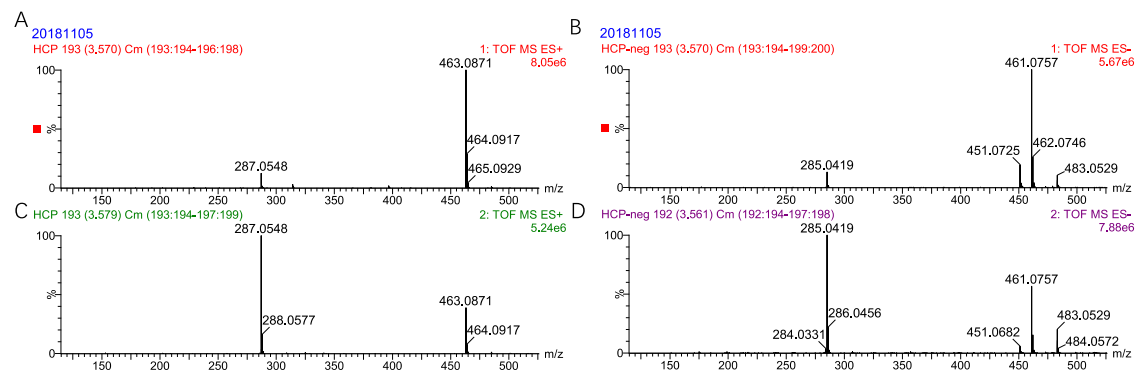 A
20181105
HCP 193 (3.570) Cm (193:194-196:198)
1: TOF MS ES+
8.05e6
100
%
0
463.0871
464.0917
465.0929
287.0548
150 200 250 300 350 400 450 500 m/z
B
20181105
HCP-neg 193 (3.570) Cm (193:194-199:200)
1: TOF MS ES-
5.67e6
100
%
0
461.0757
462.0746
451.0725
483.0529
285.0419
150 200 250 300 350 400 450 500 m/z
C
HCP 193 (3.579) Cm (193:194-197:199)
2: TOF MS ES+
5.24e6
100
%
0
287.0548
288.0577
463.0871
464.0917
150 200 250 300 350 400 450 500 m/z
D
HCP-neg 192 (3.561) Cm (192:194-197:198)
2: TOF MS ES-
7.88e6
100
%
0
285.0419
286.0456
284.0331
461.0757
451.0682
483.0529
484.0572
150 200 250 300 350 400 450 500 m/z